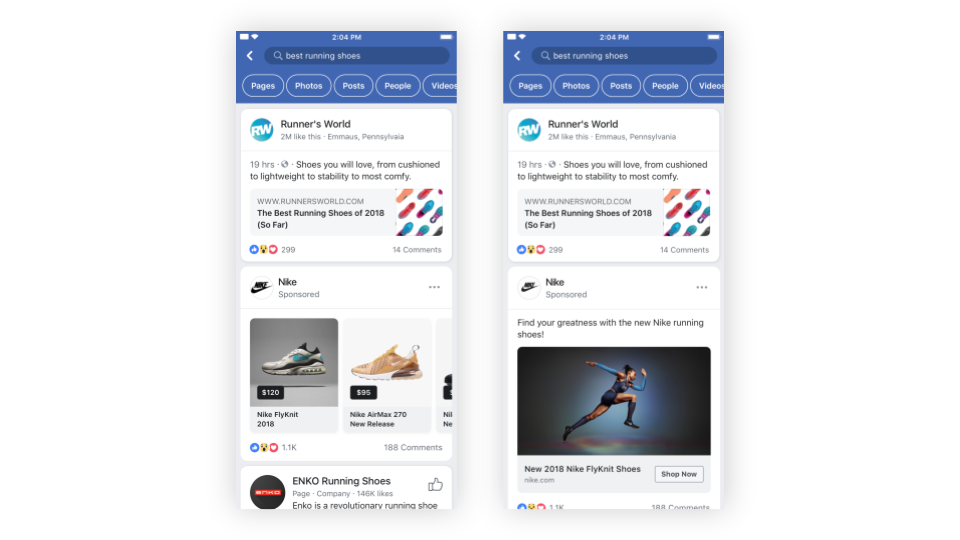 2:04 PM
best running shoes
Pages Photos Posts People Videos
RW
Runner's World
2M like this · Emmaus, Pennsylvaia
19 hrs · · Shoes you will love, from cushioned
to lightweight to stability to most comfy.
WWW.RUNNERSWORLD.COM
The Best Running Shoes of 2018
(So Far)
299 14 Comments
Nike
Sponsored
$120 $95 $
Nike FlyKnit
2018
Nike AirMax 270
New Release
Nik
Ne
1.1K 188 Comments
ENKO
ENKO Running Shoes
Page · Company · 146K likes
Enko is a revolutionary running shoe
2:04 PM
best running shoes
Pages Photos Posts People Videos
RW
Runner's World
2M like this · Emmaus, Pennsylvania
19 hrs · · Shoes you will love, from cushioned
to lightweight to stability to most comfy.
WWW.RUNNERSWORLD.COM
The Best Running Shoes of 2018
(So Far)
299 14 Comments
Nike
Sponsored
Find your greatness with the new Nike running
shoes!
New 2018 Nike FlyKnit Shoes
nike.com
Shop Now
1.1K 188 Comments